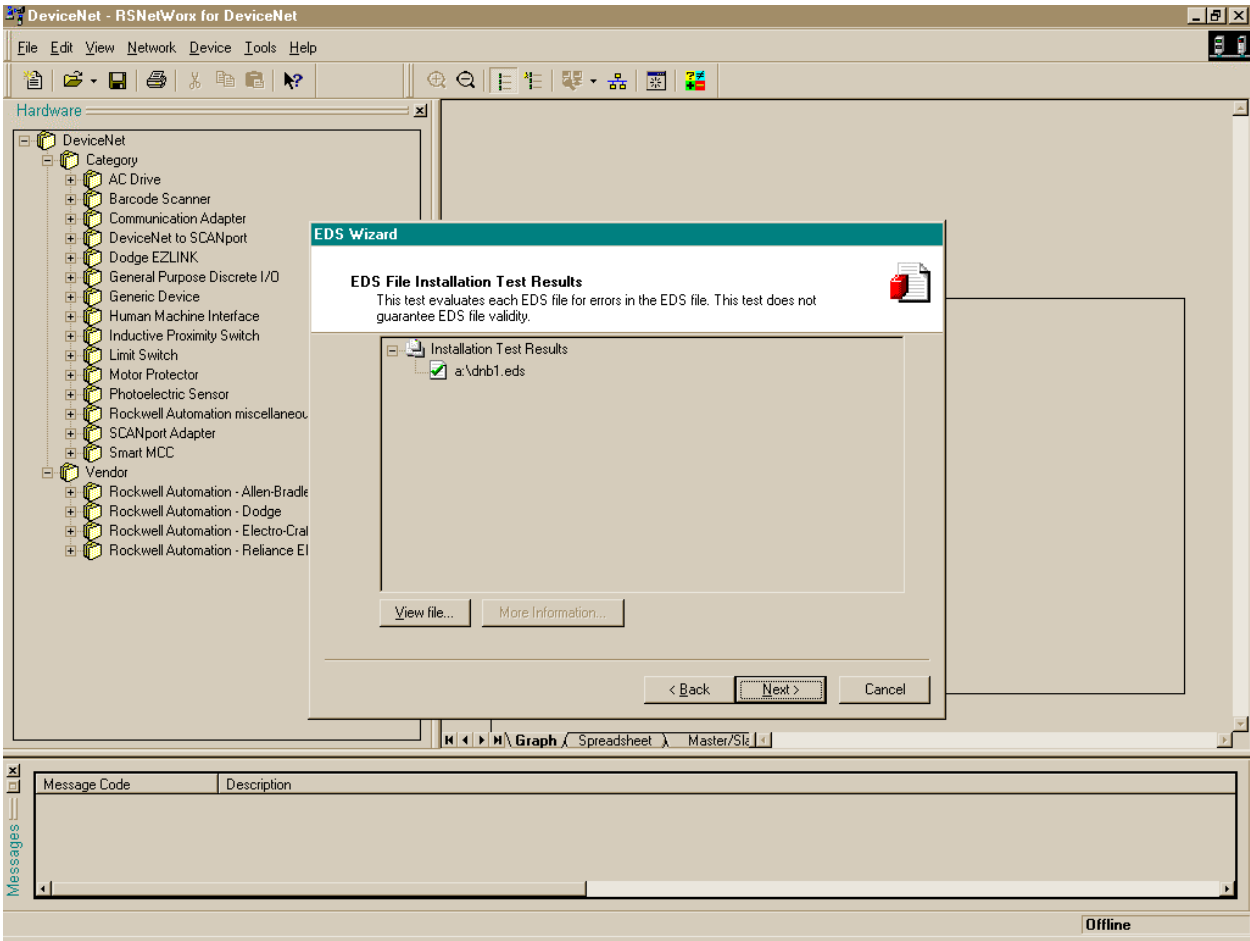 DeviceNet - RSNetWorx for DeviceNet
File Edit View Network Device Tools Help
Hardware
DeviceNet
Category
AC Drive
Barcode Scanner
Communication Adapter
DeviceNet to SCANport
Dodge EZLINK
General Purpose Discrete I/O
Generic Device
Human Machine Interface
Inductive Proximity Switch
Limit Switch
Motor Protector
Photoelectric Sensor
Rockwell Automation miscellaneou
SCANport Adapter
Smart MCC
Vendor
Rockwell Automation - Allen-Bradle
Rockwell Automation - Dodge
Rockwell Automation - Electro-Cral
Rockwell Automation - Reliance El
EDS Wizard
EDS File Installation Test Results
This test evaluates each EDS file for errors in the EDS file. This test does not
guarantee EDS file validity.
Installation Test Results
a:\dnb1.eds
View file... More Information...
< Back Next > Cancel
Graph Spreadsheet Master/Sla
Message Code Description
Messages
Offline